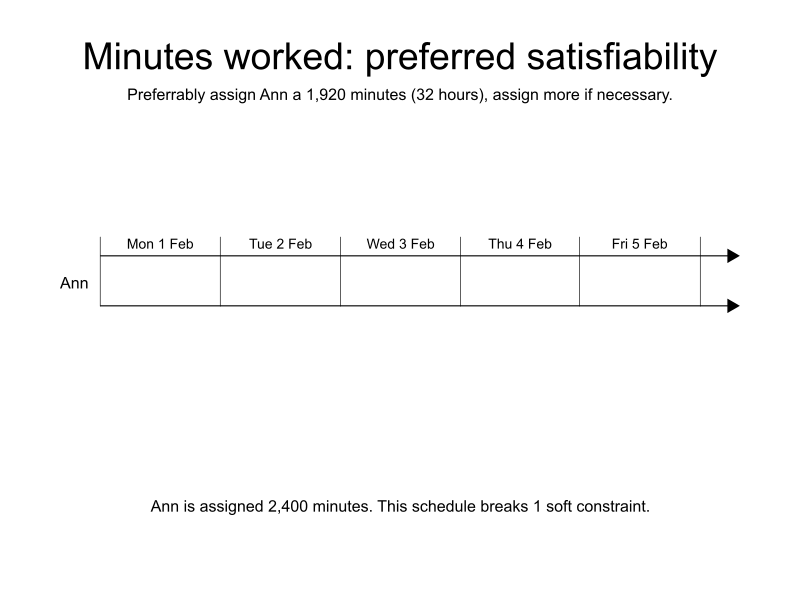 Minutes worked: preferred satisfiability
Preferrably assign Ann a 1,920 minutes (32 hours), assign more if necessary.
Mon 1 Feb
Tue 2 Feb
Wed 3 Feb
Thu 4 Feb
Fri 5 Feb
Ann
Ann is assigned 2,400 minutes. This schedule breaks 1 soft constraint.